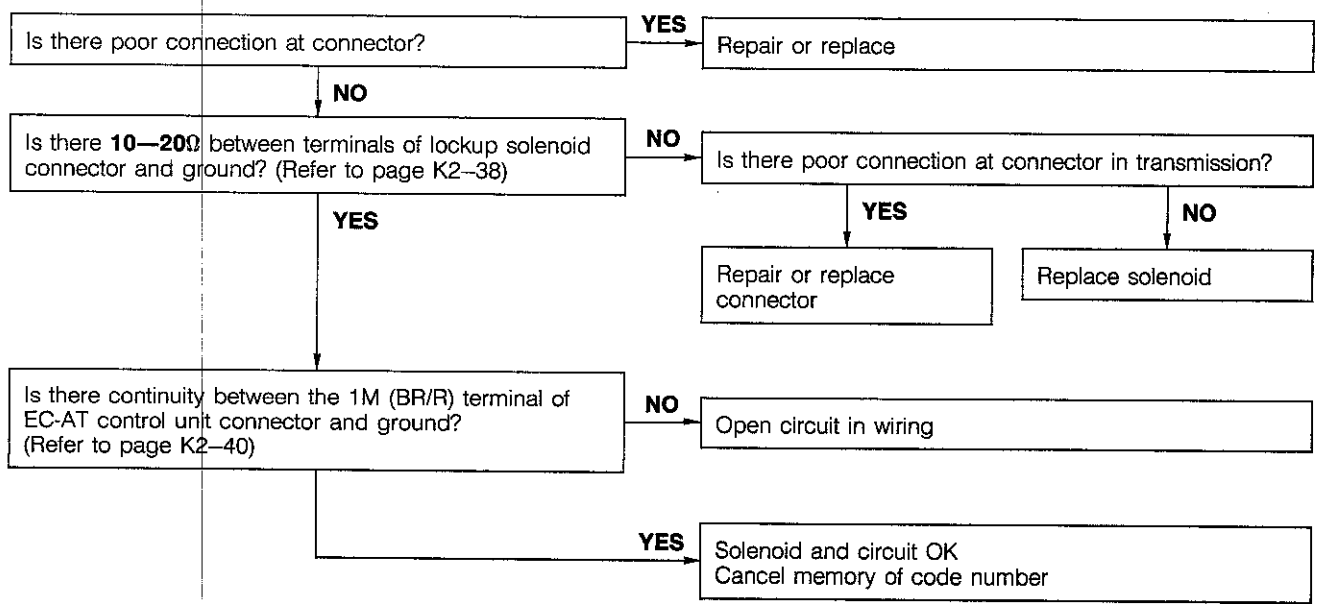 Is there poor connection at connector?
YES
Repair or replace
NO
Is there 10—20Ω between terminals of lockup solenoid
connector and ground? (Refer to page K2–38)
NO
Is there poor connection at connector in transmission?
YES
NO
YES
Repair or replace
connector
Replace solenoid
Is there continuity between the 1M (BR/R) terminal of
EC-AT control unit connector and ground?
(Refer to page K2–40)
NO
Open circuit in wiring
YES
Solenoid and circuit OK
Cancel memory of code number